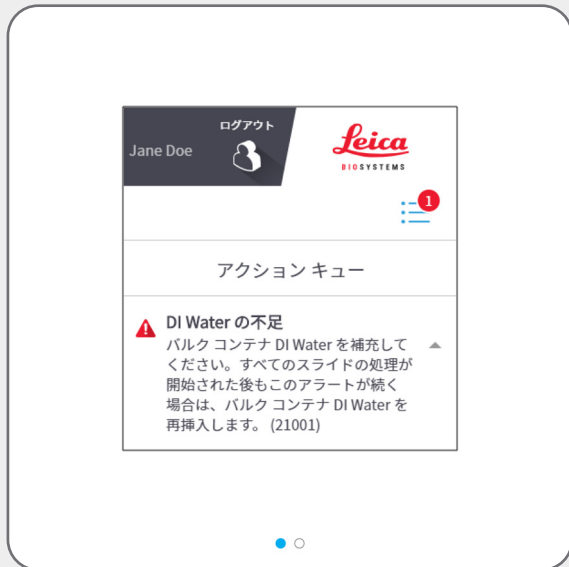 ログアウト
Jane Doe
Leica
BIOSYSTEMS
1
アクション キュー
DI Water の不足
バルク コンテナ DI Water を補充して
ください。すべてのスライドの処理が
開始された後もこのアラートが続く
場合は、バルク コンテナ DI Water を
再挿入します。 (21001)